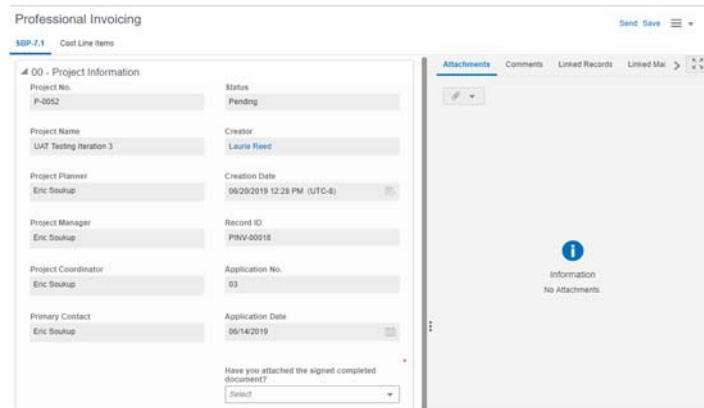 Professional Invoicing
Send Save
SBP-7.1 Cost Line Items
00 - Project Information
Project No.
P-0052
Status
Pending
Project Name
UAT Testing Iteration 3
Creator
Laurie Reed
Project Planner
Eric Soukup
Creation Date
06/20/2019 12:28 PM (UTC-8)
Project Manager
Eric Soukup
Record ID
PINV-00018
Project Coordinator
Eric Soukup
Application No.
03
Primary Contact
Eric Soukup
Application Date
06/14/2019
*
Have you attached the signed completed
document?
Select
Attachments Comments Linked Records Linked Mai
Information
No Attachments